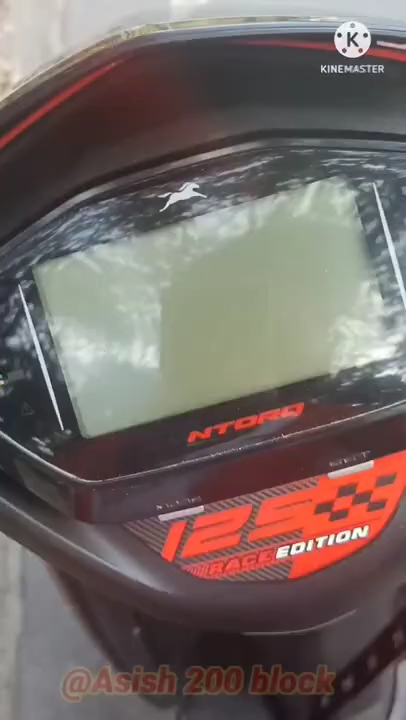 KINEMASTER
NTORQ
125
RACE EDITION
@Asish 200 block